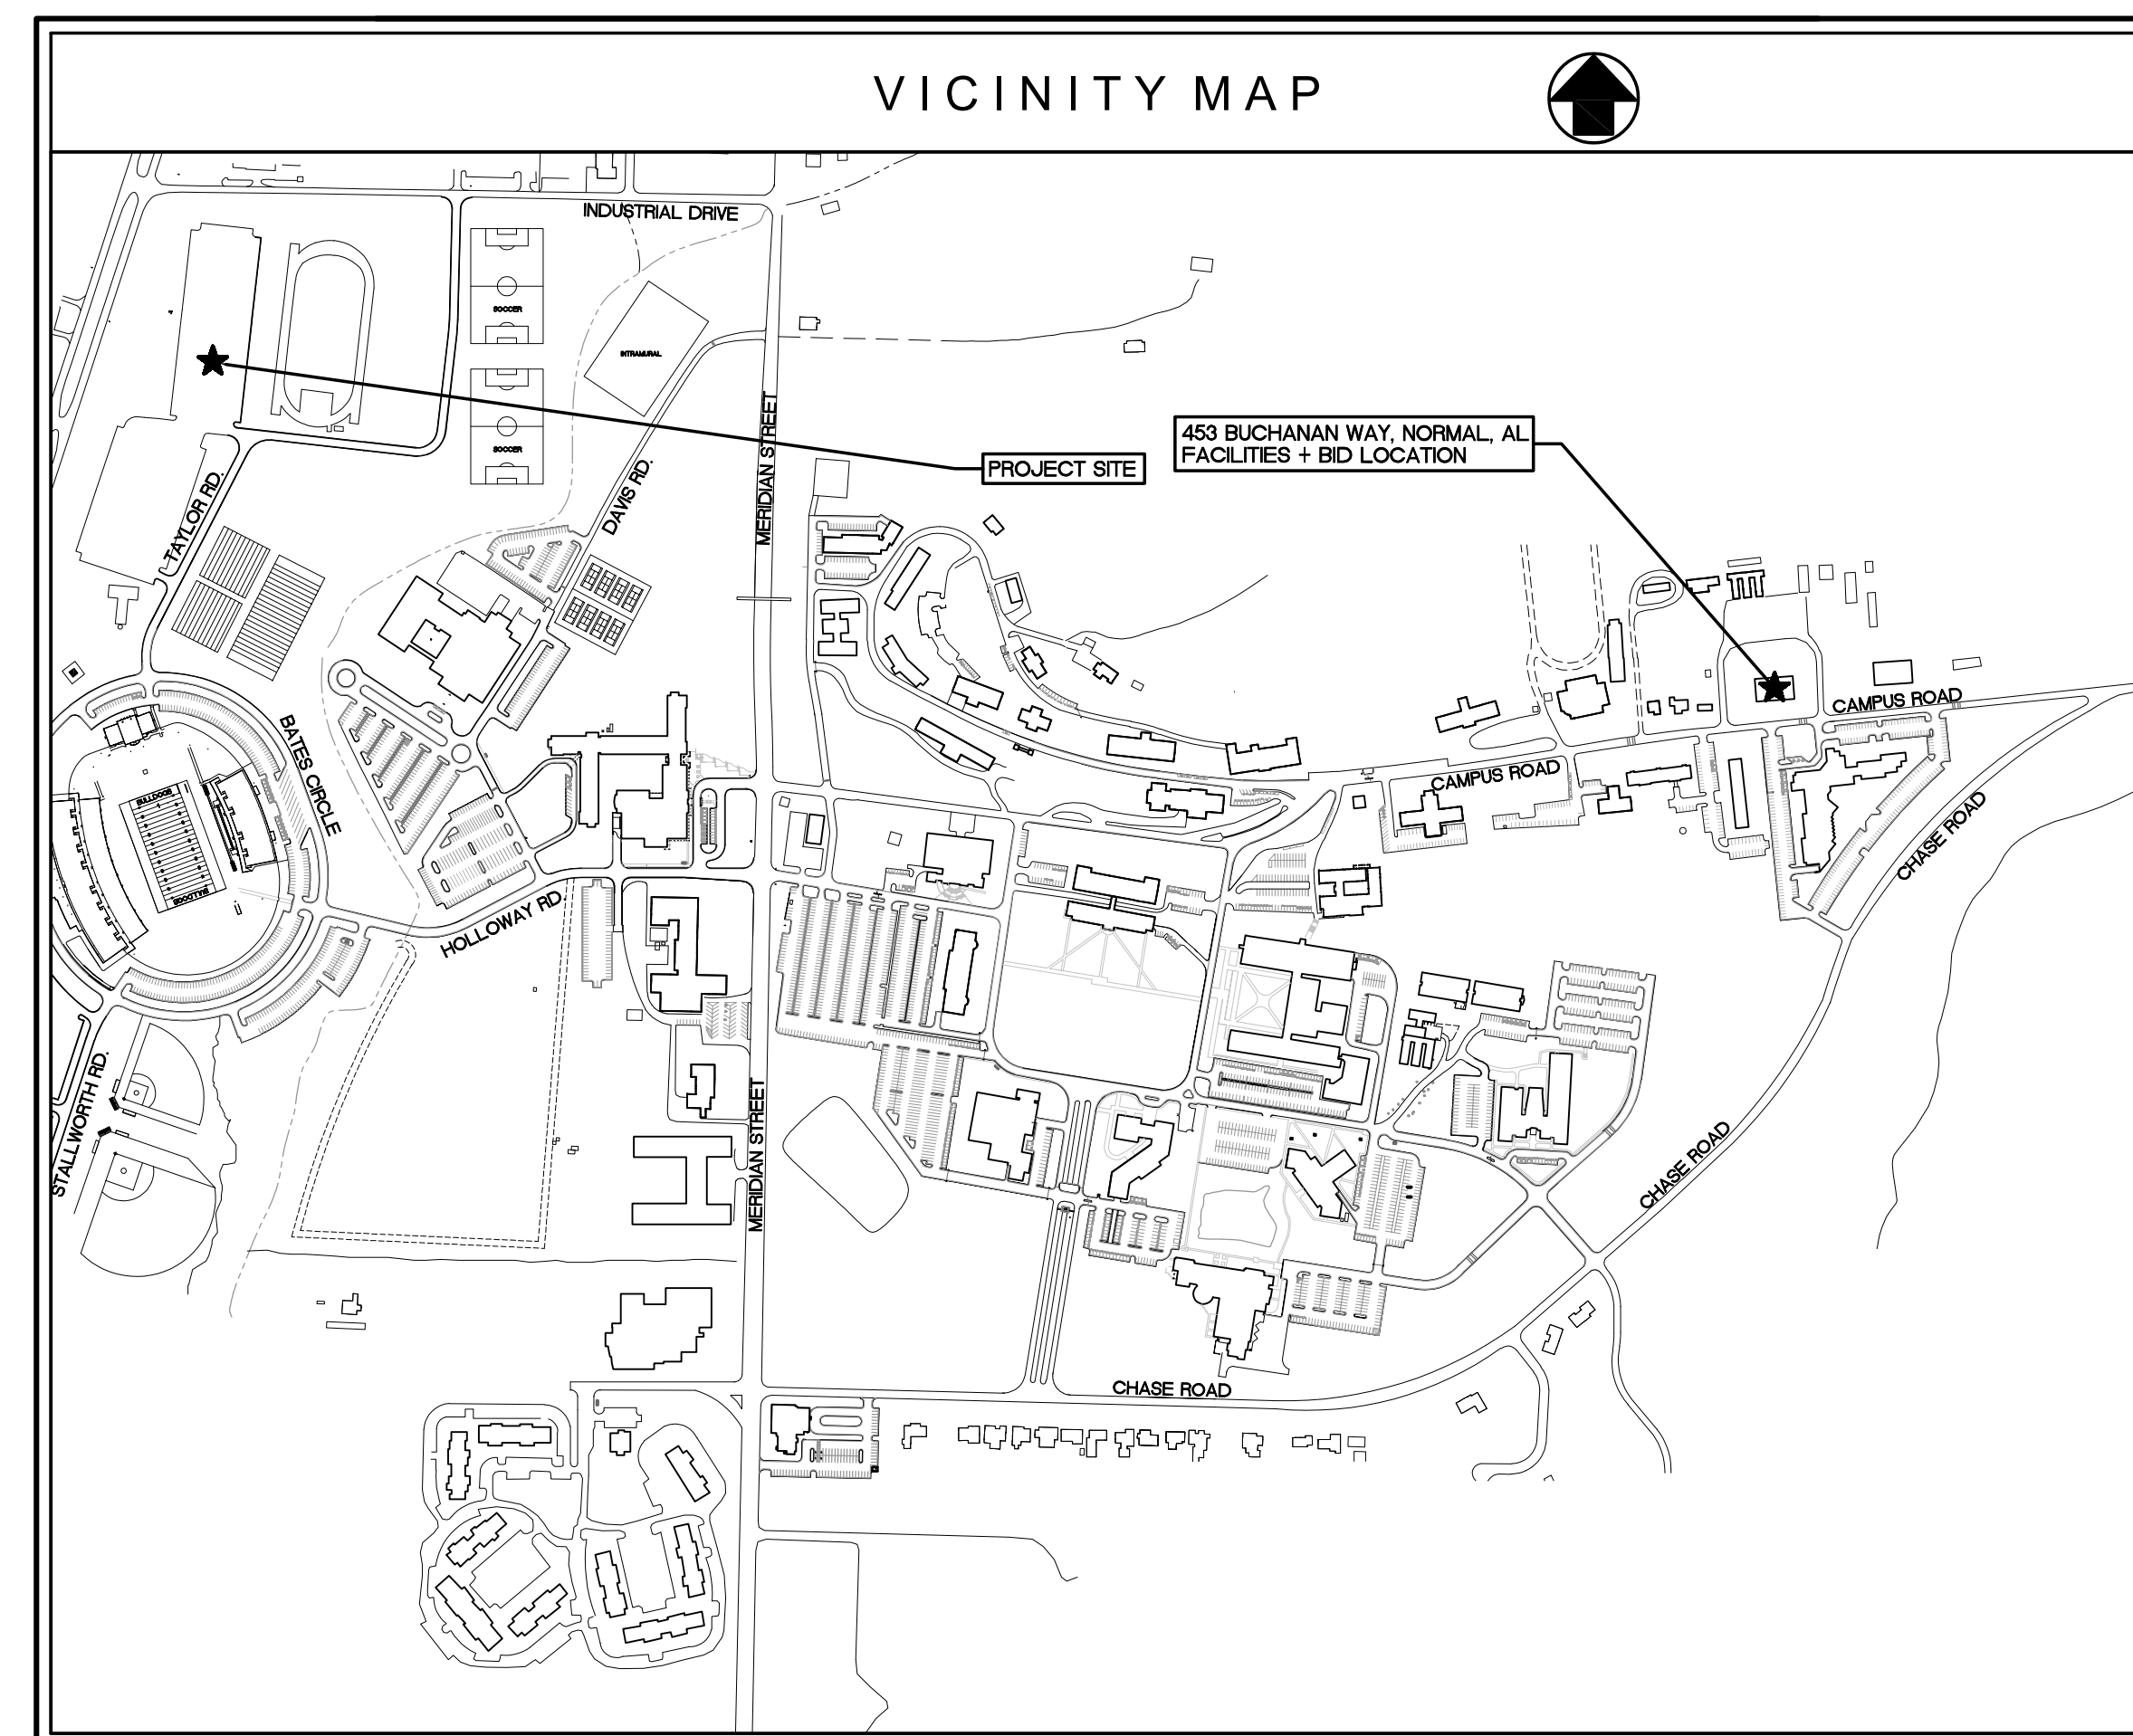 VICINITY MAP
INDUSTRIAL DRIVE
SOCCER
INTRAMURAL
MERIDIAN STREET
453 BUCHANAN WAY, NORMAL, AL
FACILITIES + BID LOCATION
PROJECT SITE
SOCCER
TAYLOR RD.
DAVIS RD.
CAMPUS ROAD
BATES CIRCLE
CAMPUS ROAD
BULLDOGS
CHASE ROAD
BULLDOGS
HOLLOWAY RD.
STALLWORTH RD.
MERIDIAN STREET
CHASE ROAD
CHASE ROAD